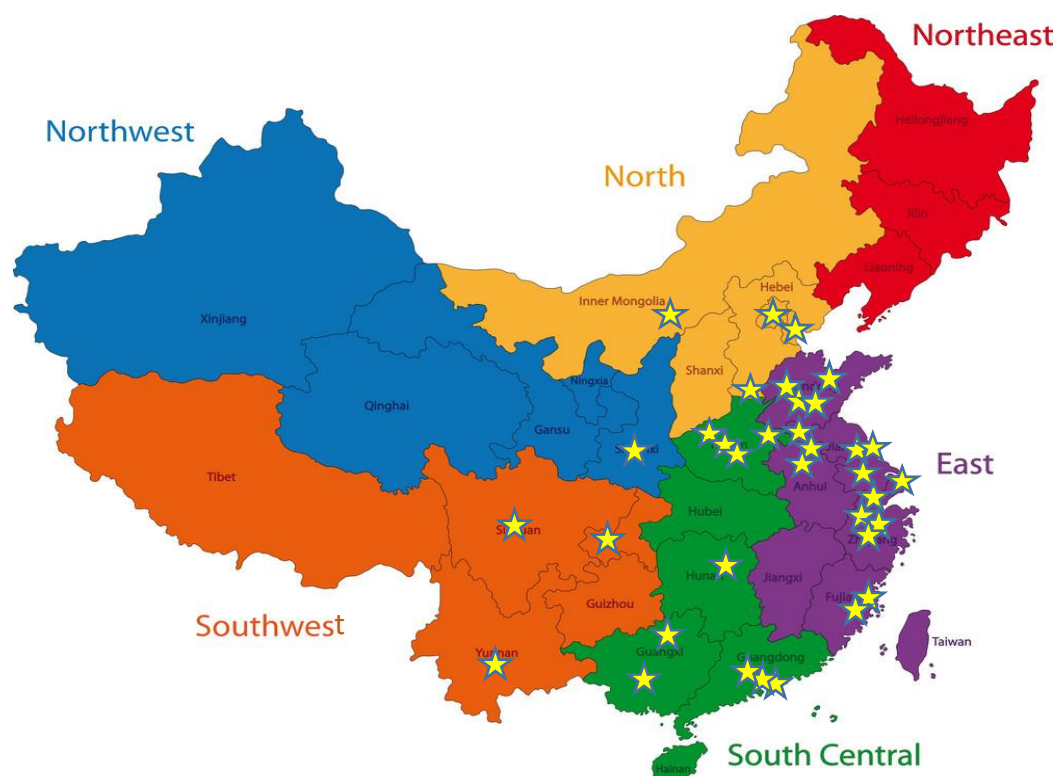 Northeast
Heilongjiang
Northwest
North
Jilin
Liaoning
Hebei
Inner Mongolia
Xinjiang
Shanxi
Ningxia
Qinghai
Gansu
East
Tibet
Anhui
Hubei
Hunan
Jiangxi
Guizhou
Southwest
Taiwan
Guangxi
Guangdong
South Central
Hainan